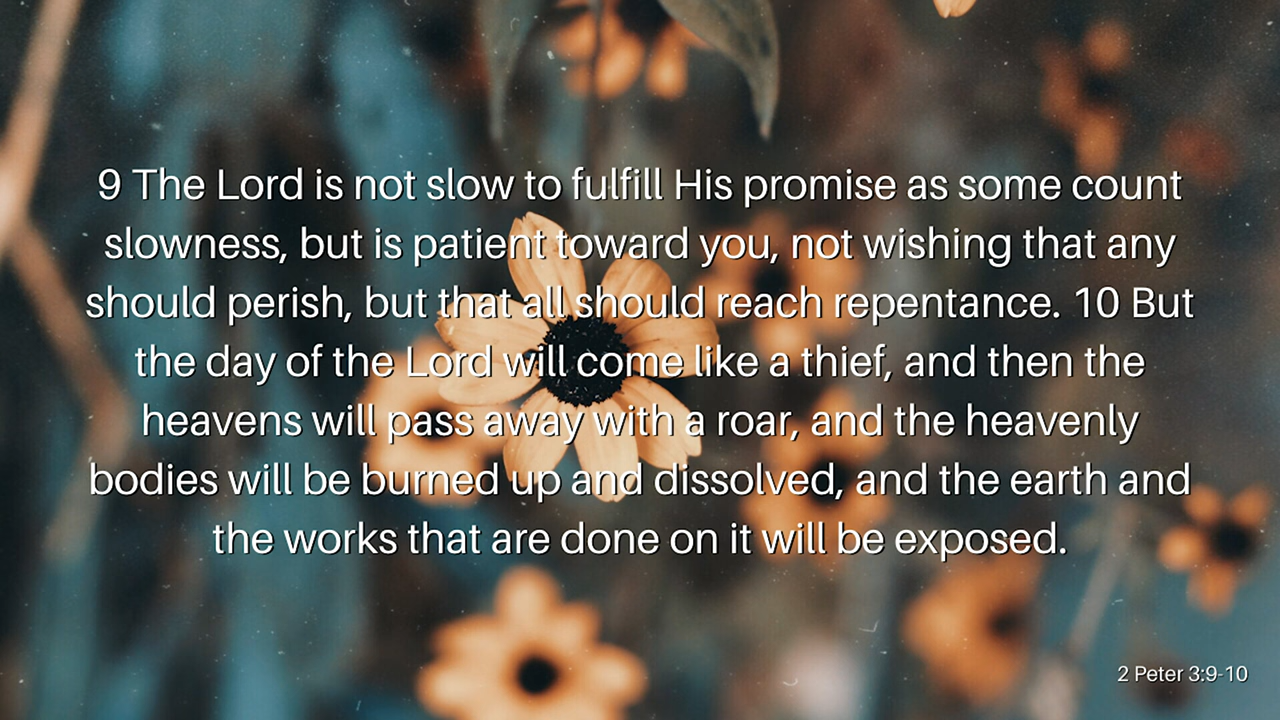 9 The Lord is not slow to fulfill His promise as some count
slowness, but is patient toward you, not wishing that any
should perish, but that all should reach repentance. 10 But
the day of the Lord will come like a thief, and then the
heavens will pass away with a roar, and the heavenly
bodies will be burned up and dissolved, and the earth and
the works that are done on it will be exposed.
2 Peter 3:9-10